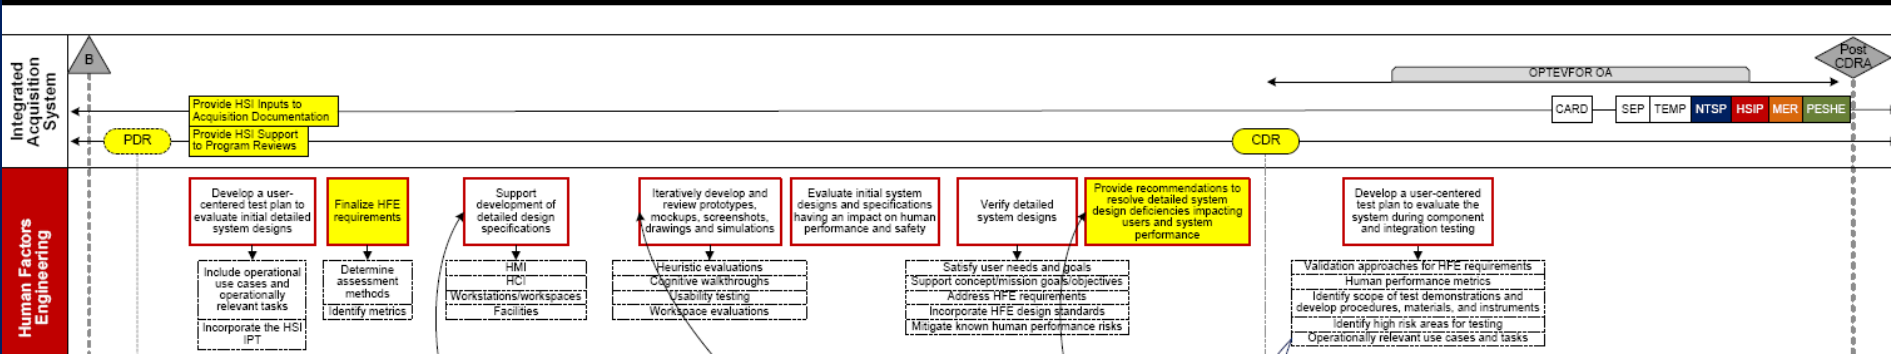 Integrated
Acquisition
System
B
Post
CDRA
OPTEVFOR OA
Provide HSI Inputs to
Acquisition Documentation
CARD
SEP
TEMP
NTSP
HSIP
MER
PESHE
PDR
Provide HSI Support
to Program Reviews
CDR
Human Factors
Engineering
Develop a user-
centered test plan to
evaluate initial detailed
system designs
Include operational
use cases and
operationally
relevant tasks
Incorporate the HSI
IPT
Finalize HFE
requirements
Determine
assessment
methods
Identify metrics
Support
development of
detailed design
specifications
HMI
HCI
Workstations/workspaces
Facilities
Iteratively develop and
review prototypes,
mockups, screenshots,
drawings and simulations
Heuristic evaluations
Cognitive walkthroughs
Usability testing
Workspace evaluations
Evaluate initial system
designs and specifications
having an impact on human
performance and safety
Verify detailed
system designs
Satisfy user needs and goals
Support concept/mission goals/objectives
Address HFE requirements
Incorporate HFE design standards
Mitigate known human performance risks
Provide recommendations to
resolve detailed system
design deficiencies impacting
users and system
performance
Develop a user-centered
test plan to evaluate the
system during component
and integration testing
Validation approaches for HFE requirements
Human performance metrics
Identify scope of test demonstrations and
develop procedures, materials, and instruments
Identify high risk areas for testing
Operationally relevant use cases and tasks